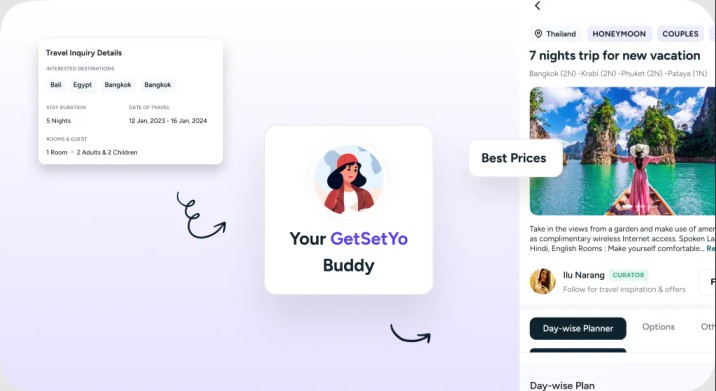 Travel Inquiry Details
INTERESTED DESTINATIONS
Bali Egypt Bangkok Bangkok
STAY DURATION DATE OF TRAVEL
5 Nights 12 Jan, 2023 - 16 Jan, 2024
ROOMS & GUEST
1 Room • 2 Adults & 2 Children
Your GetSetYo
Buddy
Best Prices
Thailand HONEYMOON COUPLES
7 nights trip for new vacation
Bangkok (2N) -Krabi (2N) -Phuket (2N) -Pataya (1N)
Take in the views from a garden and make use of
as complimentary wireless Internet access. Spoken
Hindi, English Rooms : Make yourself comfortable...
Ilu Narang CURATOR
Follow for travel inspiration & offers
Day-wise Planner Options
Day-wise Plan